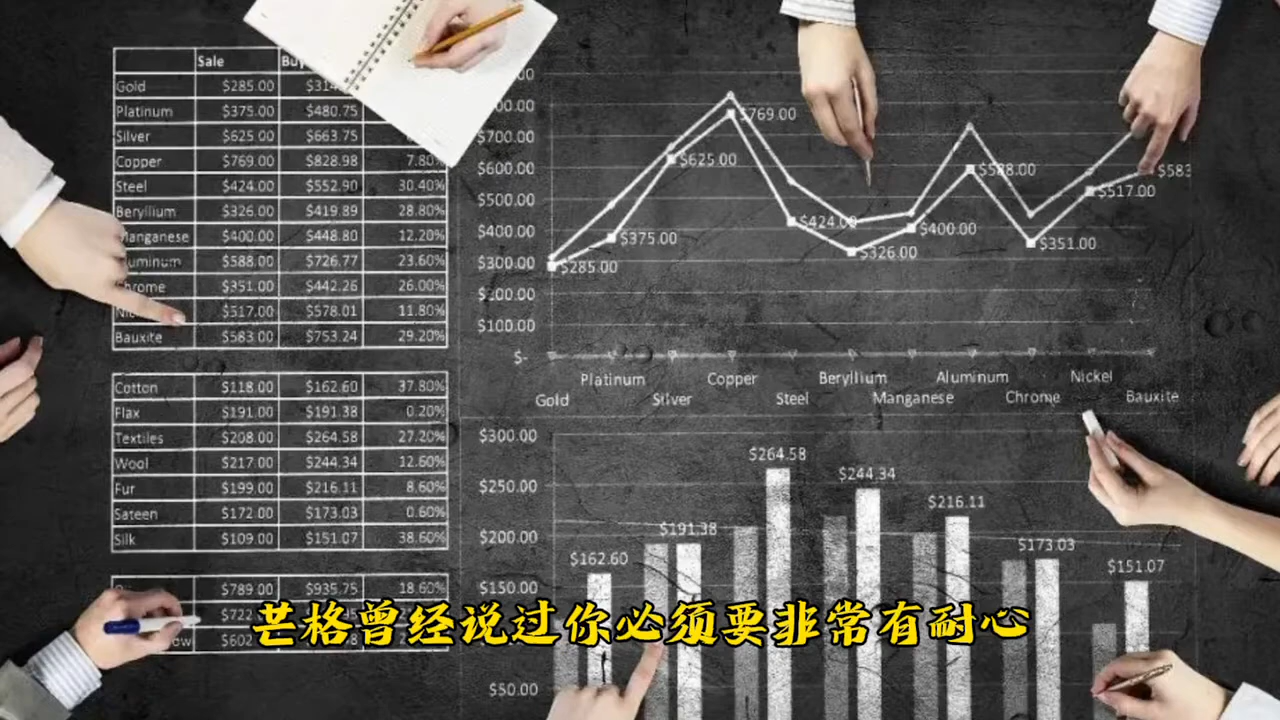 Sale
Gold $285.00
Platinum $375.00 $480.75
Silver $625.00 $663.75
Copper $769.00 $828.98 7.80%
Steel $424.00 $552.90 30.40%
Beryllium $326.00 $419.89 28.80%
Manganese $400.00 $448.80 12.20%
$588.00 $726.77 23.60%
$351.00 $442.26 26.00%
$517.00 $578.01 11.80%
Bauxite $583.00 $753.24 29.20%
Cotton $118.00 $162.60 37.80%
Flax $191.00 $191.38 0.20%
Textiles $208.00 $264.58 27.20%
Wool $217.00 $244.34 12.60%
Fur $199.00 $216.11 8.60%
Sateen $172.00 $173.03 0.60%
Silk $109.00 $151.07 38.60%
$789.00 $935.75 18.60%
$769.00
$700.00
$600.00 $625.00 $588.00 $583
$500.00 $517.00
$400.00 $375.00 $424.00 $400.00
$300.00 $285.00 $326.00 $351.00
$200.00
$100.00
$-
Platinum Copper Beryllium Aluminum Nickel
Gold Silver Steel Manganese Chrome Bauxite
$300.00
$264.58
$250.00 $244.34
$216.11
$200.00 $191.38
$173.03
$150.00 $162.60 $151.07
$50.00
芒格曾经说过你必须要非常有耐心